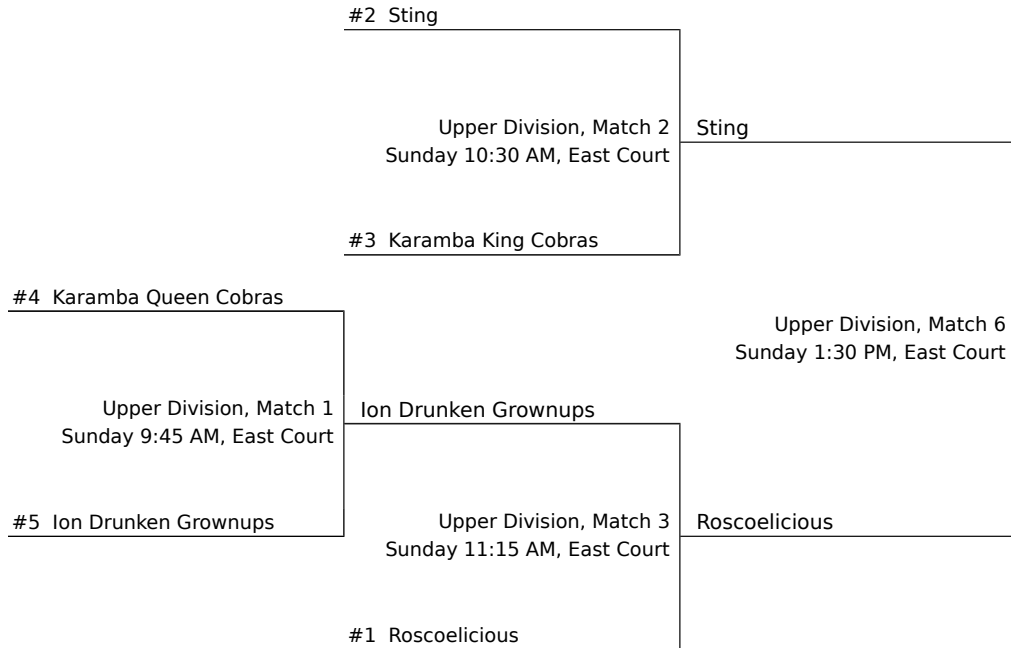 #2 Sting
Upper Division, Match 2
Sunday 10:30 AM, East Court
Sting
#3 Karamba King Cobras
#4 Karamba Queen Cobras
Upper Division, Match 6
Sunday 1:30 PM, East Court
Upper Division, Match 1
Sunday 9:45 AM, East Court
Ion Drunken Grownups
#5 Ion Drunken Grownups
Upper Division, Match 3
Sunday 11:15 AM, East Court
Roscoelicious
#1 Roscoelicious